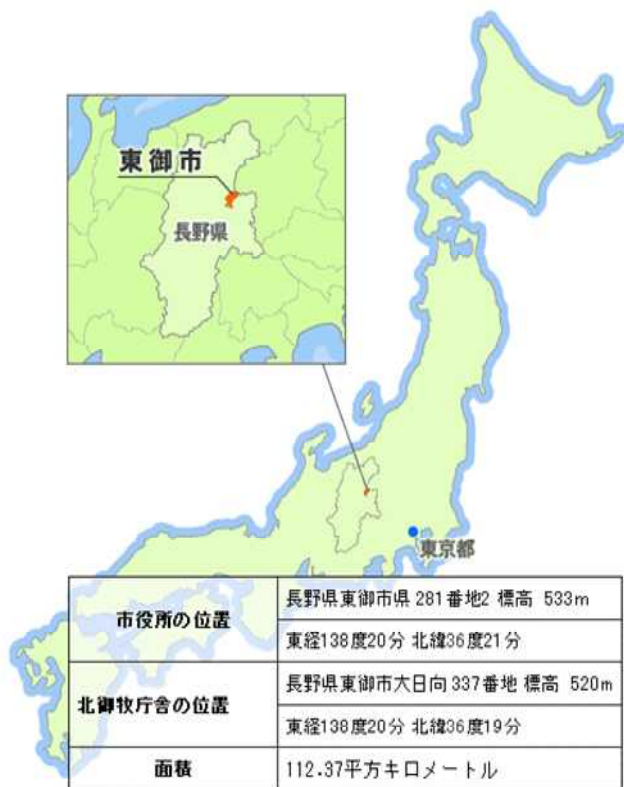 東御市
長野県
東京都
市役所の位置
長野県東御市県 281番地2 標高 533m
東経138度20分 北緯36度21分
北御牧庁舎の位置
長野県東御市大日向 337番地 標高 520m
東経138度20分 北緯36度19分
面積
112.37平方キロメートル